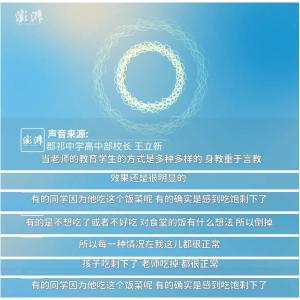 澎湃
澎湃
声音来源:
郡祁中学高中部校长 王立新
当老师的教育学生的方式是多种多样的 身教重于言教
效果还是很明显的
有的同学因为他吃这个饭菜呢 有的确实是感到吃饱剩下了
有的是不想吃了或者不好吃 对食堂的饭有什么想法 所以倒掉
所以每一种情况在我这儿都很正常
孩子吃剩下了 老师吃掉 都很正常
有的同学因为他吃这个饭菜呢 有的确实是感到吃饱剩下了